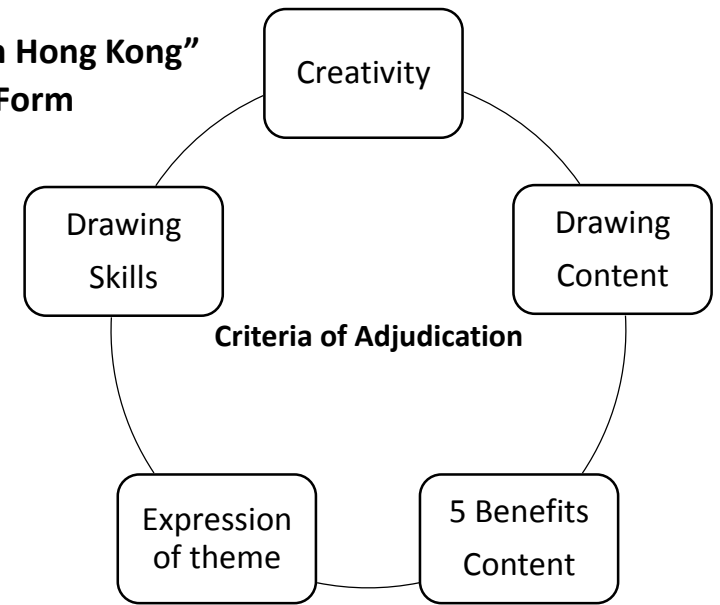 Hong Kong”
Form
Creativity
Drawing
Skills
Drawing
Content
Criteria of Adjudication
Expression
of theme
5 Benefits
Content